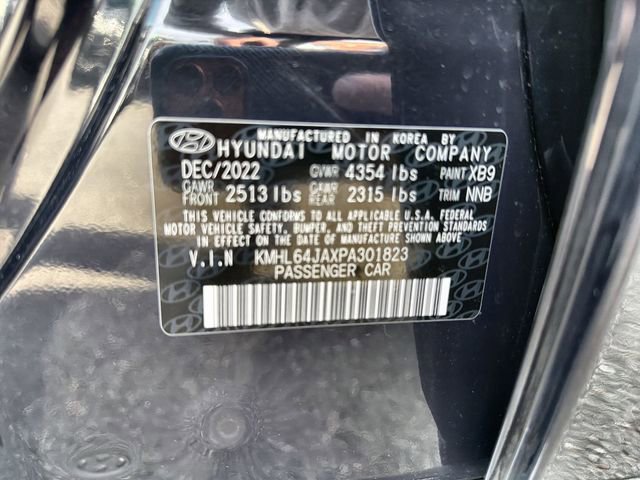 MANUFACTURED IN KOREA BY
HYUNDAI MOTOR COMPANY
DEC/2022 GVWR 4354 lbs PAINT XB9
GAWR FRONT 2513 lbs GAWR REAR 2315 lbs TRIM NNB
THIS VEHICLE CONFORMS TO ALL APPLICABLE U.S.A. FEDERAL
MOTOR VEHICLE SAFETY, BUMPER, AND THEFT PREVENTION STANDARDS
IN EFFECT ON THE DATE OF MANUFACTURE SHOWN ABOVE.
V.I.N KMHL64JAXPA301823
PASSENGER CAR